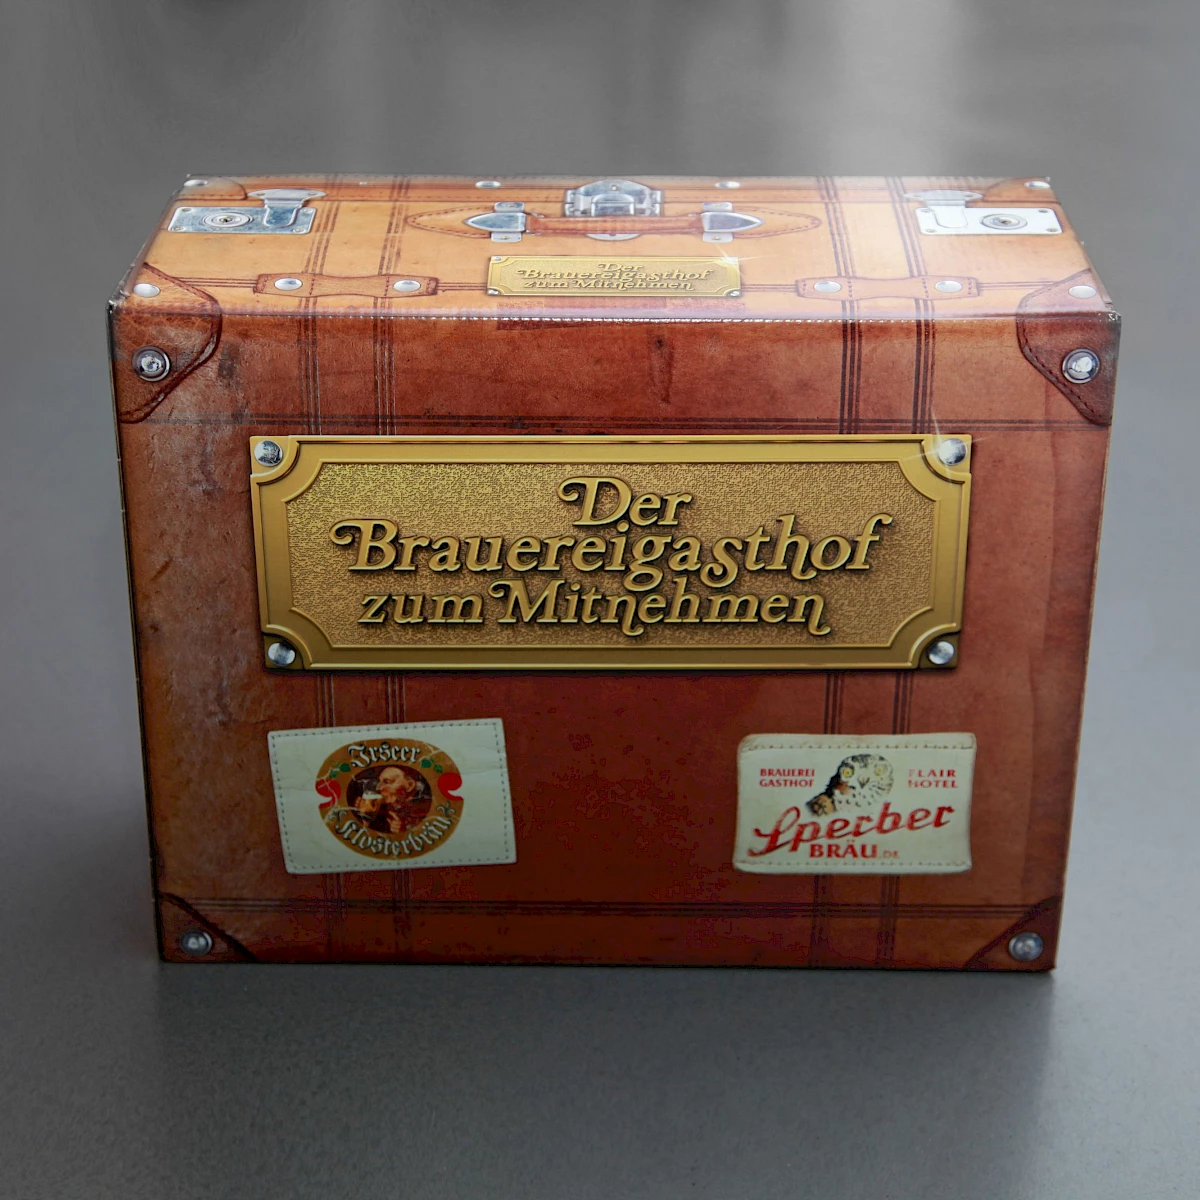 Der
Brauereigasthof
zum Mitnehmen
Der
Brauereigasthof
zum Mitnehmen
Irseer
Klosterbräu
BRAUEREI
GASTHOF
FLAIR
HOTEL
Sperber
BRÄU.DE